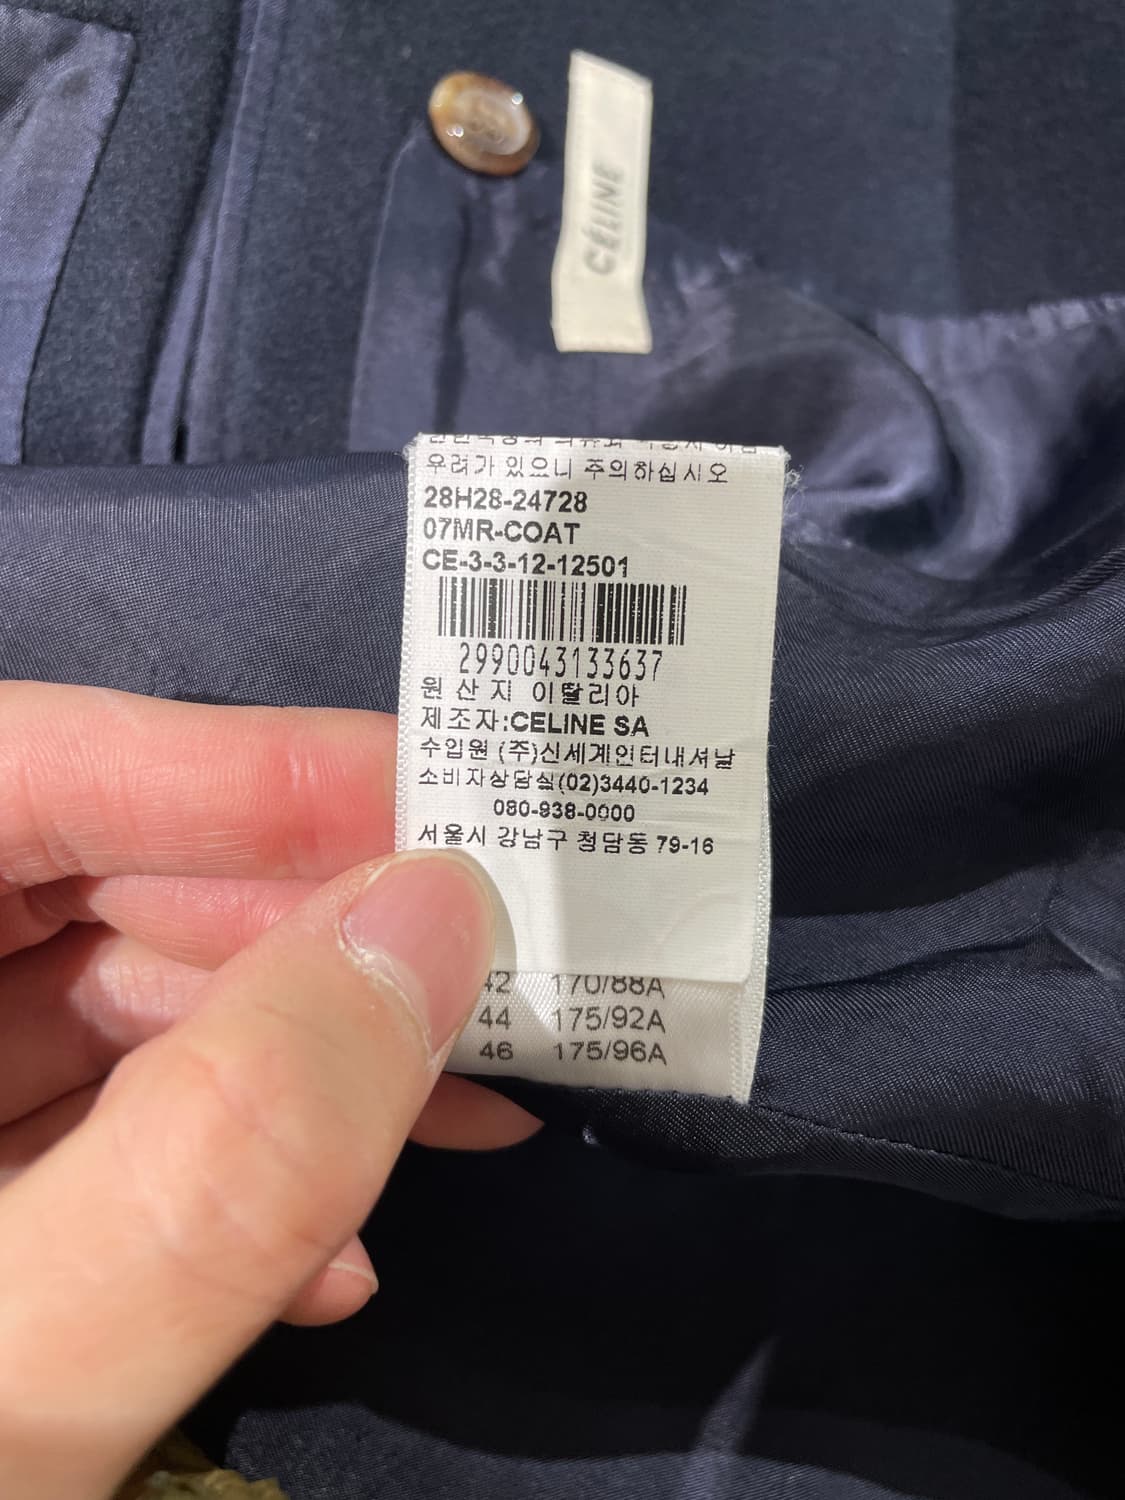 CÉLINE
우려가 있으니 주의하십시오
28H28-24728
07MR-COAT
CE-3-3-12-12501
2990043133637
원산지 이탈리아
제조자:CELINE SA
수입원 (주)신세계인터내셔날
소비자상담실(02)3440-1234
080-938-0000
서울시 강남구 청담동 79-16
42 170/88A
44 175/92A
46 175/96A